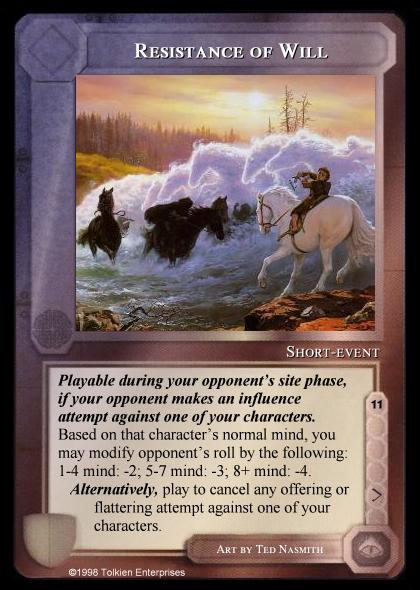 Resistance of Will
Short-event
Playable during your opponent's site phase,
if your opponent makes an influence
attempt against one of your characters.
Based on that character's normal mind, you
may modify opponent's roll by the following:
1-4 mind: -2; 5-7 mind: -3; 8+ mind: -4.
Alternatively, play to cancel any offering or
flattering attempt against one of your
characters.
11
Art by Ted Nasmith
©1998 Tolkien Enterprises